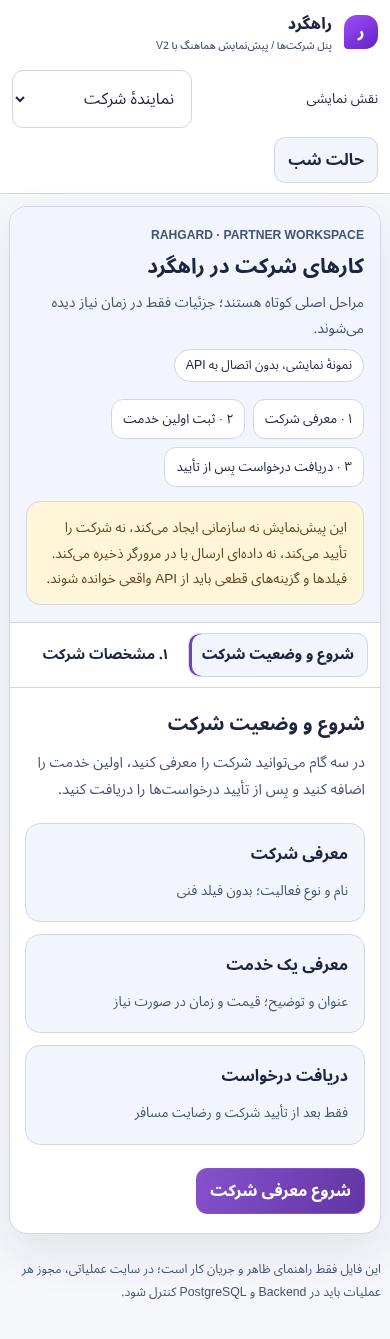 ر
راهگرد
پنل شرکت‌ها / پیش‌نمایش هماهنگ با V2
نقش نمایشی
نمایندهٔ شرکت
حالت شب
RAHGARD · PARTNER WORKSPACE
کارهای شرکت در راهگرد
مراحل اصلی کوتاه هستند؛ جزئیات فقط در زمان نیاز دیده
می‌شوند.
نمونهٔ نمایشی، بدون اتصال به API
۱ · معرفی شرکت
۲ · ثبت اولین خدمت
۳ · دریافت درخواست پس از تأیید
این پیش‌نمایش نه سازمانی ایجاد می‌کند، نه شرکت را
تأیید می‌کند، نه داده‌ای ارسال یا در مرورگر ذخیره می‌کند.
فیلدها و گزینه‌های قطعی باید از API واقعی خوانده شوند.
شروع و وضعیت شرکت
۱. مشخصات شرکت
شروع و وضعیت شرکت
در سه گام می‌توانید شرکت را معرفی کنید، اولین خدمت را
اضافه کنید و پس از تأیید درخواست‌ها را دریافت کنید.
معرفی شرکت
نام و نوع فعالیت؛ بدون فیلد فنی
معرفی یک خدمت
عنوان و توضیح؛ قیمت و زمان در صورت نیاز
دریافت درخواست
فقط بعد از تأیید شرکت و رضایت مسافر
شروع معرفی شرکت
این فایل فقط راهنمای ظاهر و جریان کار است؛ در سایت عملیاتی، مجوز هر
عملیات باید در Backend و PostgreSQL کنترل شود.